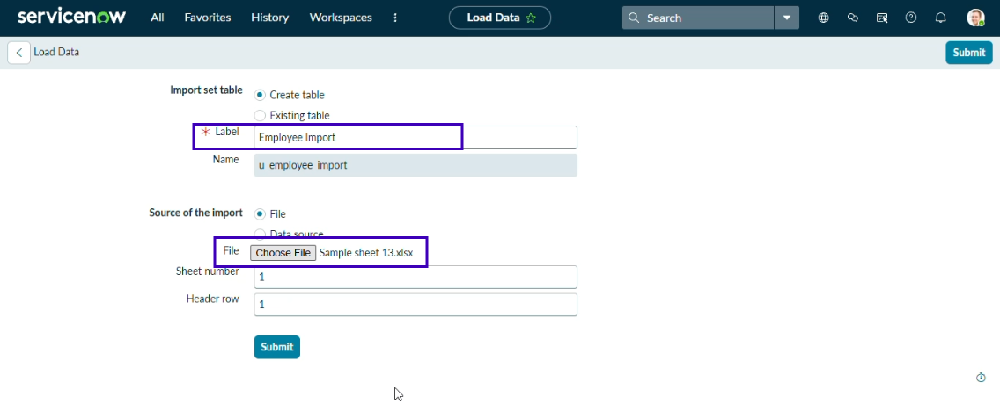 servicenow All Favorites History Workspaces Load Data Search
Load Data Submit
Import set table Create table
Existing table
* Label Employee Import
Name u_employee_import
Source of the import File
Data source
File Choose File Sample sheet 13.xlsx
Sheet number 1
Header row 1
Submit